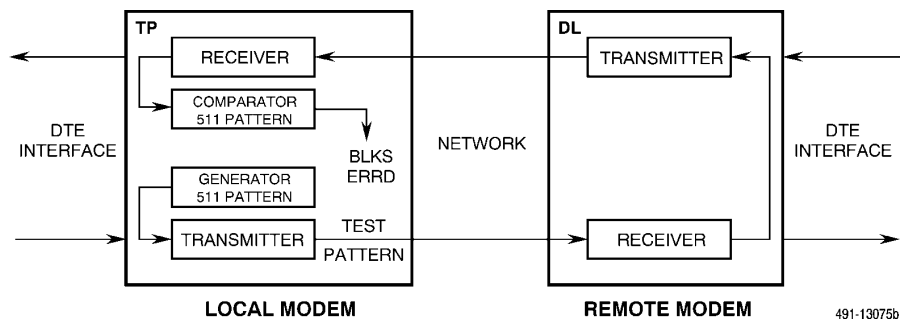 TP
DL
RECEIVER
TRANSMITTER
COMPARATOR
511 PATTERN
DTE
INTERFACE
BLKS
ERRD
NETWORK
DTE
INTERFACE
GENERATOR
511 PATTERN
TRANSMITTER
TEST
PATTERN
RECEIVER
LOCAL MODEM
REMOTE MODEM
491-13075b